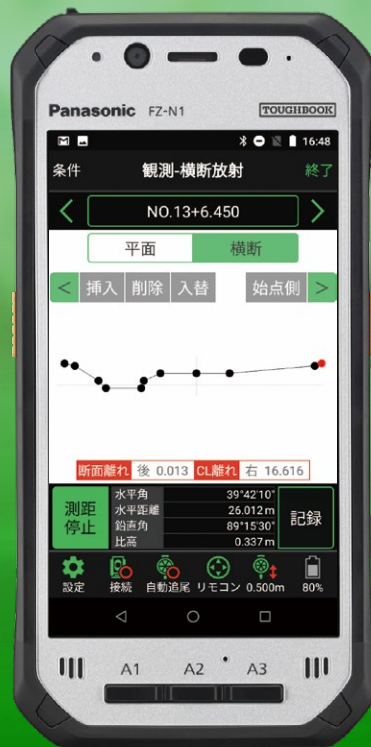 Panasonic FZ-N1 TOUGHBOOK
16:48
条件 観測-横断放射 終了
< NO.13+6.450 >
平面 横断
< 挿入 削除 入替 始点側 >
断面離れ 後 0.013 CL離れ 右 16.616
測距停止
水平角 39°42'10"
水平距離 26.012m
鉛直角 89°15'30"
比高 0.337m
記録
設定 接続 自動追尾 リモコン 0.500m 80%
A1 A2 A3